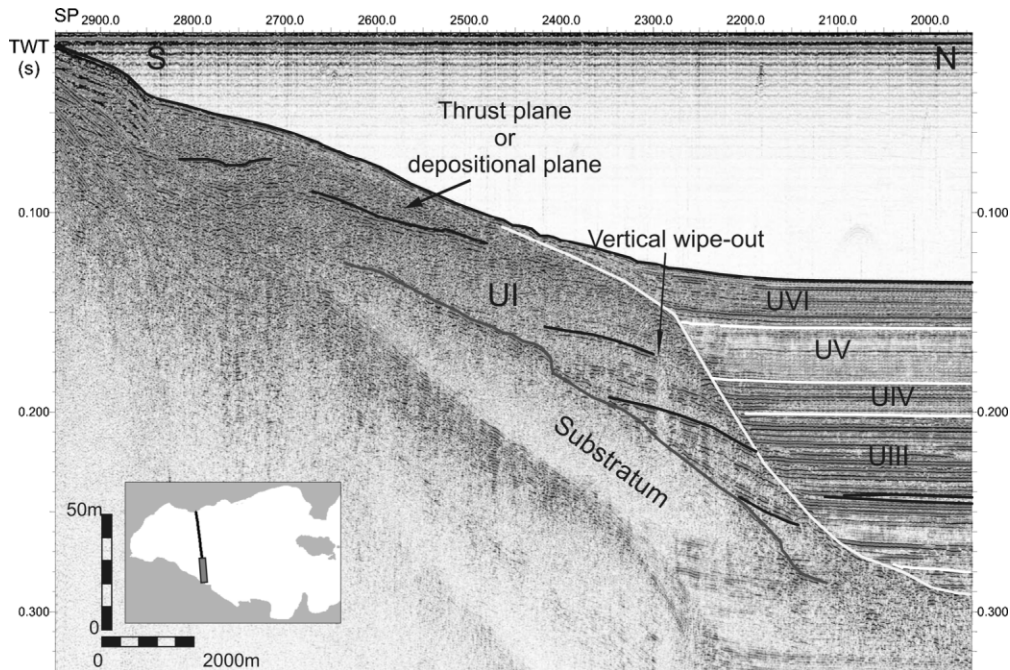 SP 2900.0 2800.0 2700.0 2600.0 2500.0 2400.0 2300.0 2200.0 2100.0 2000.0
TWT
(s)
S
N
Thrust plane
or
depositional plane
0.100
0.100
Vertical wipe-out
UI
UVI
UV
UIV
0.200
0.200
UIII
Substratum
50m
0
0.300
0.300
0
2000m